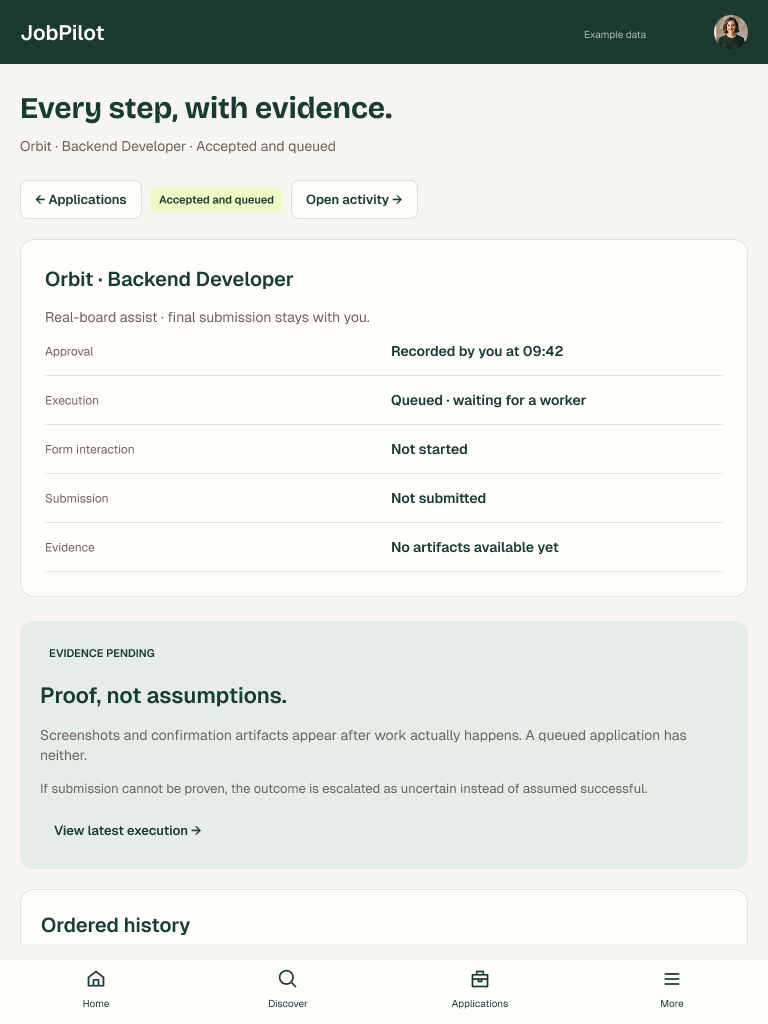 JobPilot
Example data
Every step, with evidence.
Orbit · Backend Developer · Accepted and queued
← Applications
Accepted and queued
Open activity →
Orbit · Backend Developer
Real-board assist · final submission stays with you.
Approval
Recorded by you at 09:42
Execution
Queued · waiting for a worker
Form interaction
Not started
Submission
Not submitted
Evidence
No artifacts available yet
EVIDENCE PENDING
Proof, not assumptions.
Screenshots and confirmation artifacts appear after work actually happens. A queued application has
neither.
If submission cannot be proven, the outcome is escalated as uncertain instead of assumed successful.
View latest execution →
Ordered history
Home
Discover
Applications
More